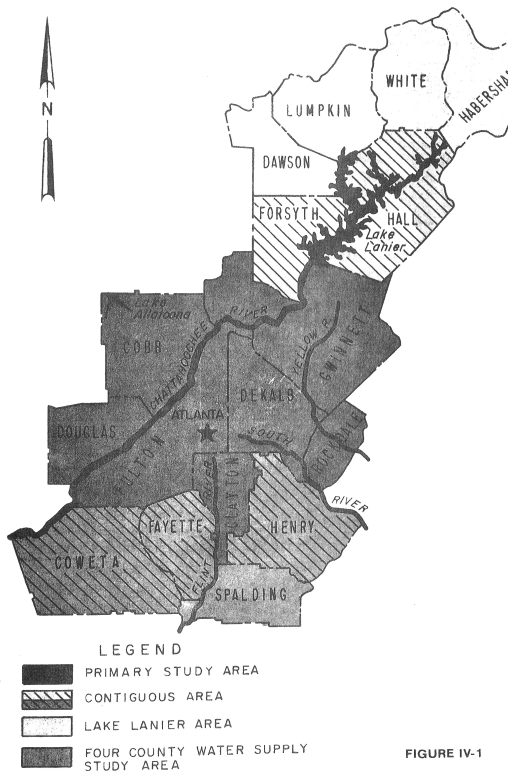 N
WHITE
HABERSHA
LUMPKIN
DAWSON
FORSYTH
HALL
Lake
Lanier
Lake
Allatoona
RIVER
COBB
CHATTAHOOCHEE
YELLOW R.
GWINNETT
DEKALB
ATLANTA
DOUGLAS
FULTON
SOUTH
ROCKDALE
RIVER
RIVER
CLAYTON
FAYETTE
HENRY
COWETA
FLINT
SPALDING
LEGEND
PRIMARY STUDY AREA
CONTIGUOUS AREA
LAKE LANIER AREA
FOUR COUNTY WATER SUPPLY
STUDY AREA
FIGURE IV-1